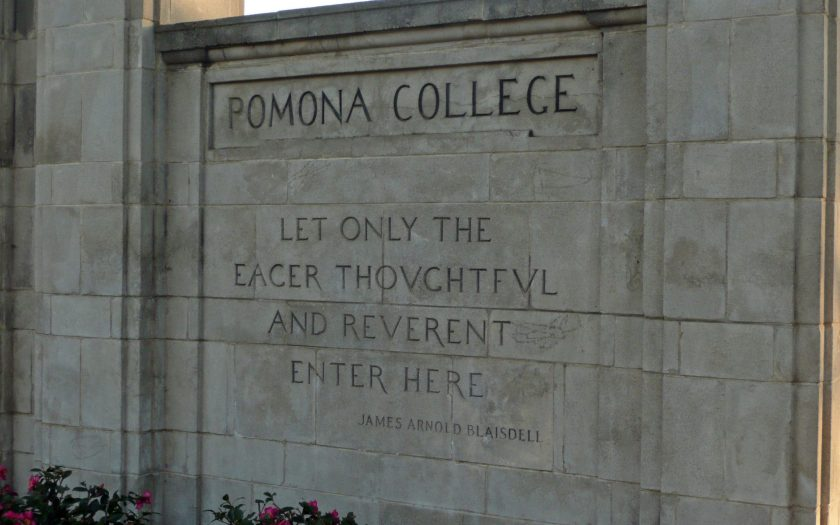 POMONA COLLEGE
LET ONLY THE
EAGER THOVGHTFVL
AND REVERENT
ENTER HERE
JAMES ARNOLD BLAISDELL